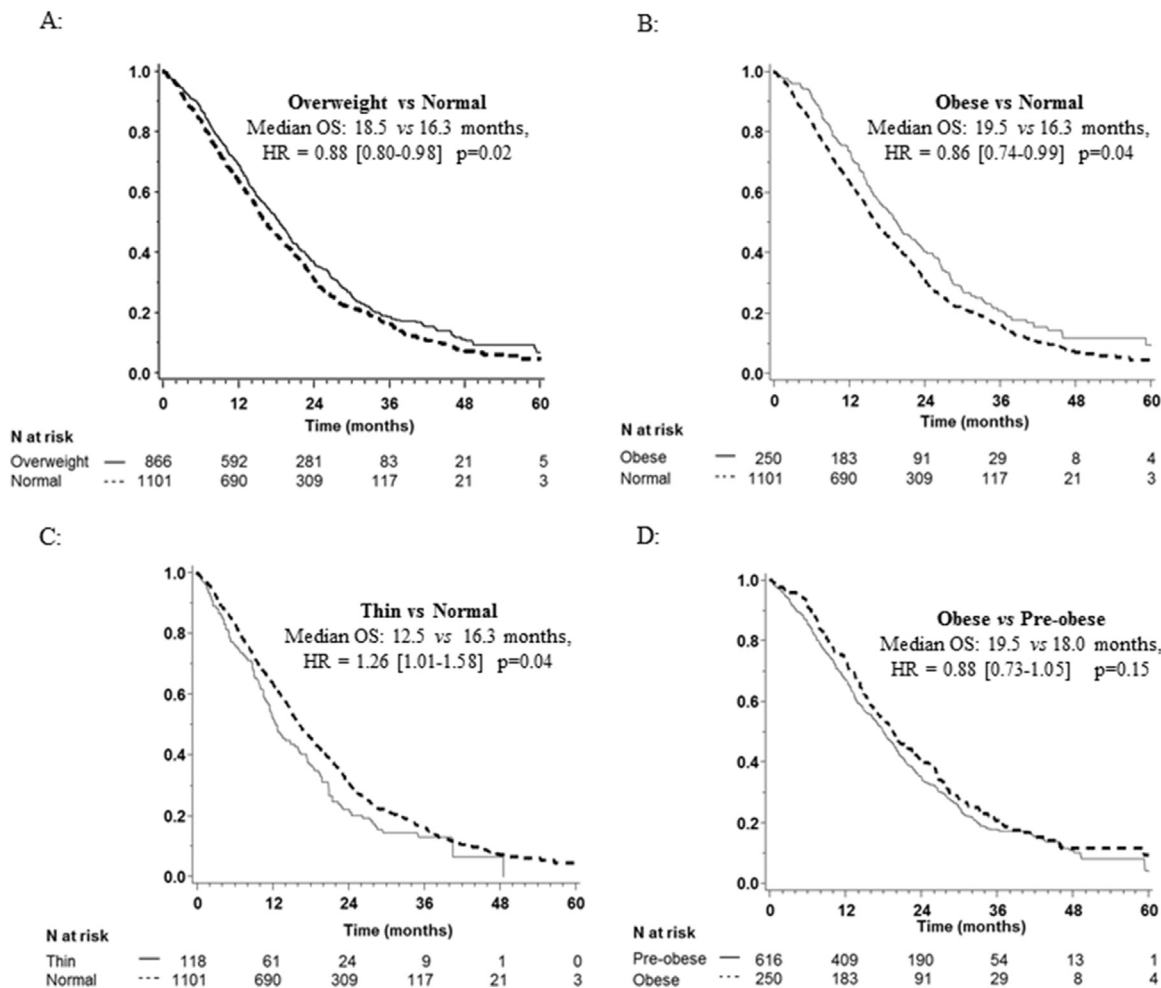 A:
Overweight vs Normal
Median OS: 18.5 vs 16.3 months,
HR = 0.88 [0.80-0.98] p=0.02
1.0
0.8
0.6
0.4
0.2
0.0
0 12 24 36 48 60
Time (months)
N at risk
Overweight 866 592 281 83 21 5
Normal 1101 690 309 117 21 3
B:
Obese vs Normal
Median OS: 19.5 vs 16.3 months,
HR = 0.86 [0.74-0.99] p=0.04
1.0
0.8
0.6
0.4
0.2
0.0
0 12 24 36 48 60
Time (months)
N at risk
Obese 250 183 91 29 8 4
Normal 1101 690 309 117 21 3
C:
Thin vs Normal
Median OS: 12.5 vs 16.3 months,
HR = 1.26 [1.01-1.58] p=0.04
1.0
0.8
0.6
0.4
0.2
0.0
0 12 24 36 48 60
Time (months)
N at risk
Thin 118 61 24 9 1 0
Normal 1101 690 309 117 21 3
D:
Obese vs Pre-obese
Median OS: 19.5 vs 18.0 months,
HR = 0.88 [0.73-1.05] p=0.15
1.0
0.8
0.6
0.4
0.2
0.0
0 12 24 36 48 60
Time (months)
N at risk
Pre-obese 616 409 190 54 13 1
Obese 250 183 91 29 8 4